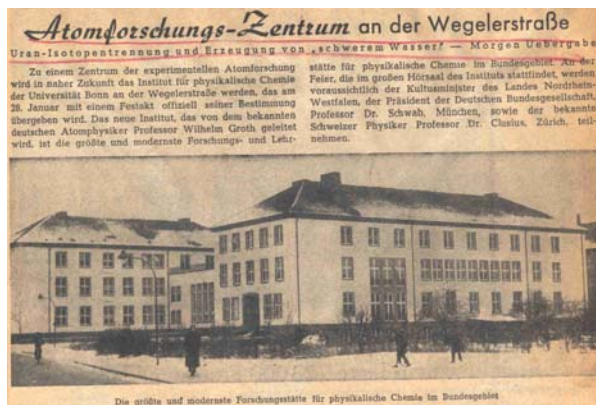 Atomforschungs-Zentrum an der Wegelerstraße
Uran-Isotopentrennung und Erzeugung von „schwerem Wasser“ — Morgen Uebergabe
Zu einem Zentrum der experimentellen Atomforschung
wird in naher Zukunft das Institut für physikalische Chemie
der Universität Bonn an der Wegelerstraße werden, das am
28. Januar mit einem Festakt offiziell seiner Bestimmung
übergeben wird. Das neue Institut, das von dem bekannten
deutschen Atomphysiker Professor Wilhelm Groth geleitet
wird, ist die größte und modernste Forschungs- und Lehr-
stätte für physikalische Chemie im Bundesgebiet. An der
Feier, die im großen Hörsaal des Instituts stattfindet, werden
voraussichtlich der Kultusminister des Landes Nordrhein-
Westfalen, der Präsident der Deutschen Bundesgesellschaft,
Professor Dr. Schwab, München, sowie der bekannte
Schweizer Physiker Professor Dr. Clusius, Zürich, teil-
nehmen.
Die größte und modernste Forschungsstätte für physikalische Chemie im Bundesgebiet